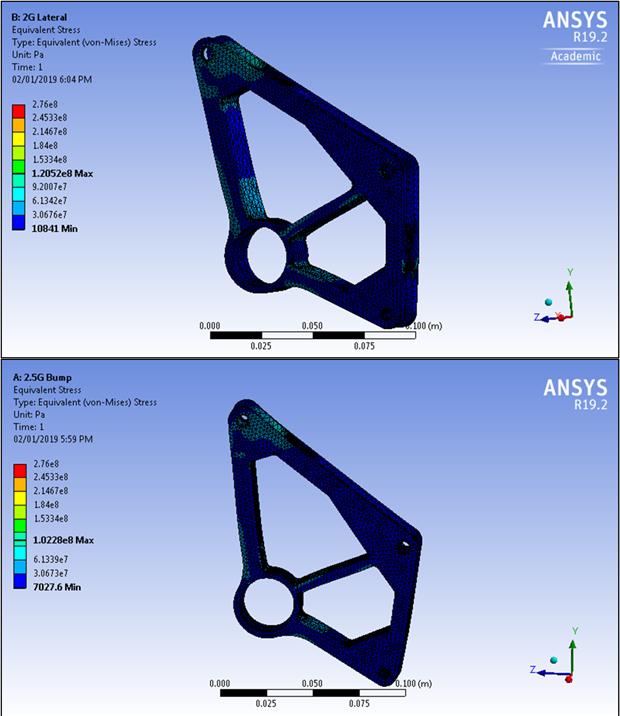 B: 2G Lateral
Equivalent Stress
Type: Equivalent (von-Mises) Stress
Unit: Pa
Time: 1
02/01/2019 6:04 PM
ANSYS
R19.2
Academic
2.76e8
2.4533e8
2.1467e8
1.84e8
1.5334e8
1.2052e8 Max
9.2007e7
6.1342e7
3.0676e7
10841 Min
Y
Z
0.000
0.050
0.100 (m)
0.025
0.075
A: 2.5G Bump
Equivalent Stress
Type: Equivalent (von-Mises) Stress
Unit: Pa
Time: 1
02/01/2019 5:59 PM
ANSYS
R19.2
2.76e8
2.4533e8
2.1467e8
1.84e8
1.5334e8
1.0228e8 Max
6.1339e7
3.0673e7
7027.6 Min
Y
Z
0.000
0.050
0.100 (m)
0.025
0.075